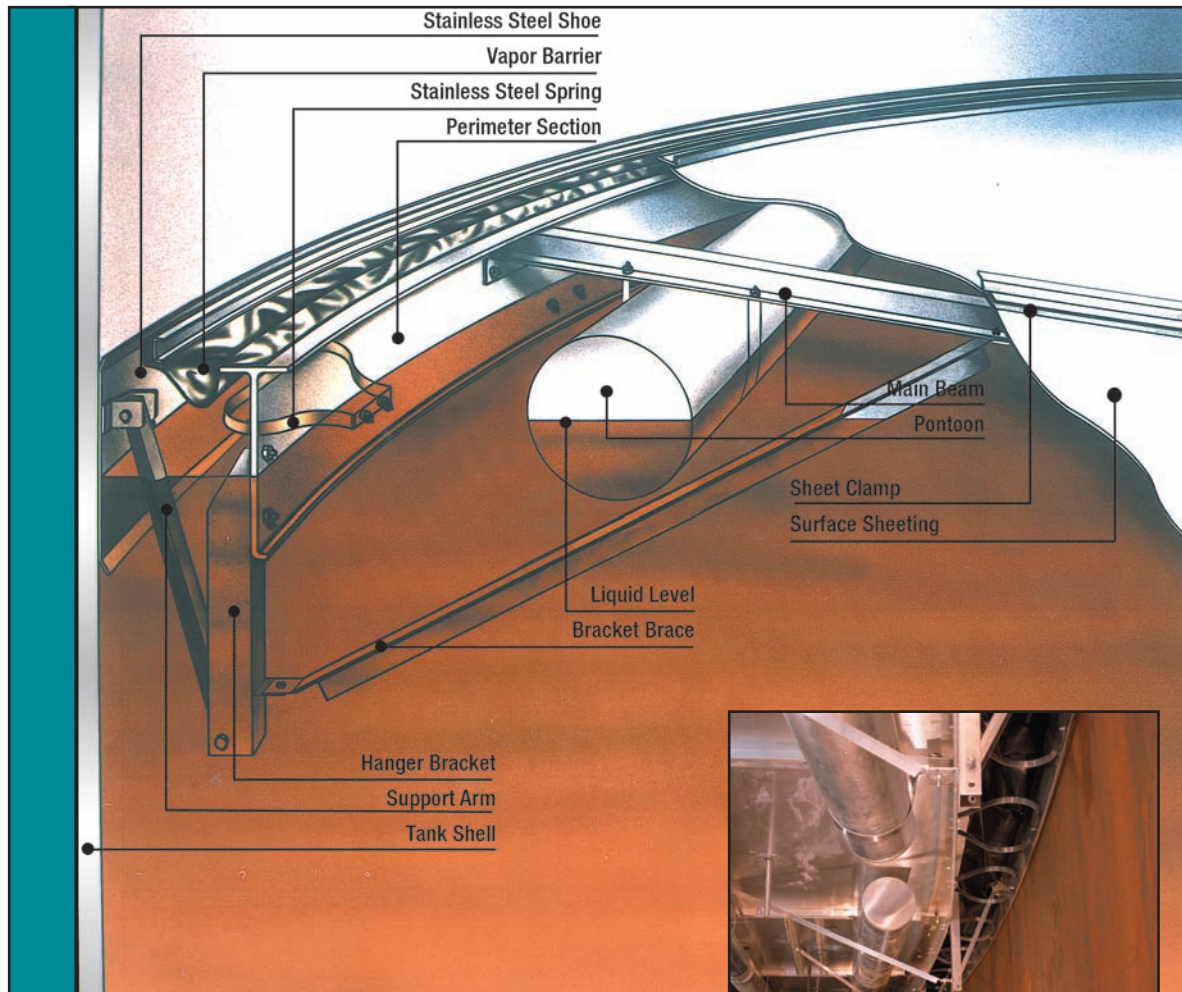 Stainless Steel Shoe
Vapor Barrier
Stainless Steel Spring
Perimeter Section
Main Beam
Pontoon
Sheet Clamp
Surface Sheeting
Liquid Level
Bracket Brace
Hanger Bracket
Support Arm
Tank Shell